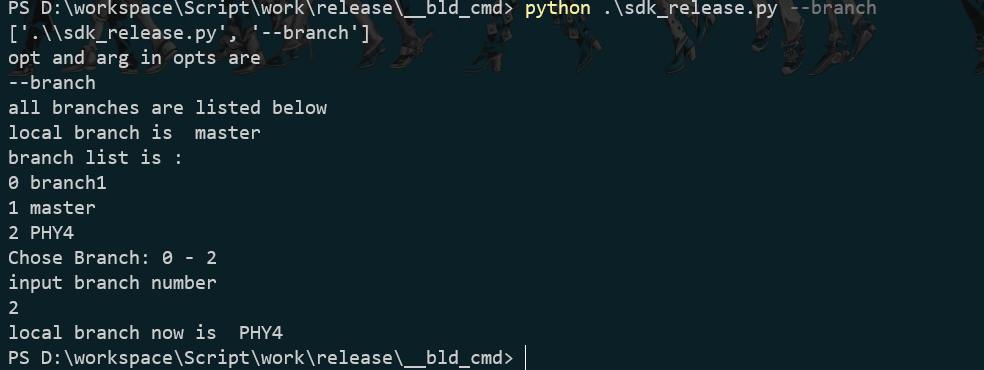 PS D:\workspace\Script\work\release\__bld_cmd> python .\sdk_release.py --branch
['.\\sdk_release.py', '--branch']
opt and arg in opts are
--branch
all branches are listed below
local branch is  master
branch list is :
0 branch1
1 master
2 PHY4
Chose Branch: 0 - 2
input branch number
2
local branch now is  PHY4
PS D:\workspace\Script\work\release\__bld_cmd>